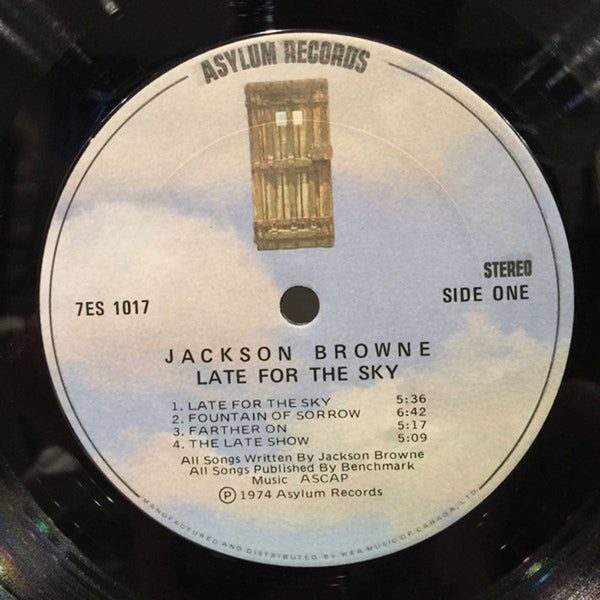 ASYLUM RECORDS
STEREO
7ES 1017
SIDE ONE
JACKSON BROWNE
LATE FOR THE SKY
1. LATE FOR THE SKY 5:36
2. FOUNTAIN OF SORROW 6:42
3. FARTHER ON 5:17
4. THE LATE SHOW 5:09
All Songs Written By Jackson Browne
All Songs Published By Benchmark
Music ASCAP
Ⓟ 1974 Asylum Records
MANUFACTURED AND DISTRIBUTED BY WEA MUSIC OF CANADA, LTD.